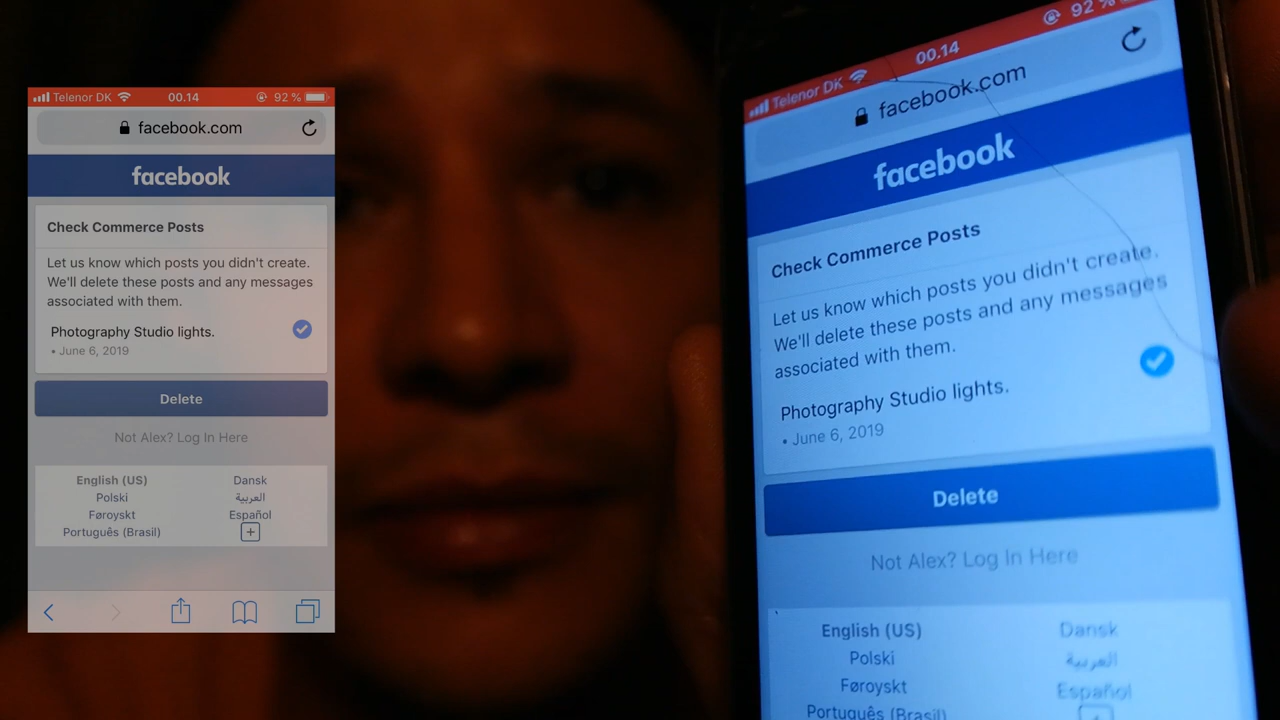 Telenor DK 00.14 92 %
facebook.com
facebook
Check Commerce Posts
Let us know which posts you didn't create.
We'll delete these posts and any messages
associated with them.
Photography Studio lights.
• June 6, 2019
Delete
Not Alex? Log In Here
English (US) Dansk
Polski العربية
Føroyskt Español
Português (Brasil)
Telenor DK 00.14 92 %
facebook.com
facebook
Check Commerce Posts
Let us know which posts you didn't create.
We'll delete these posts and any messages
associated with them.
Photography Studio lights.
• June 6, 2019
Delete
Not Alex? Log In Here
English (US) Dansk
Polski العربية
Føroyskt Español
Português (Brasil)